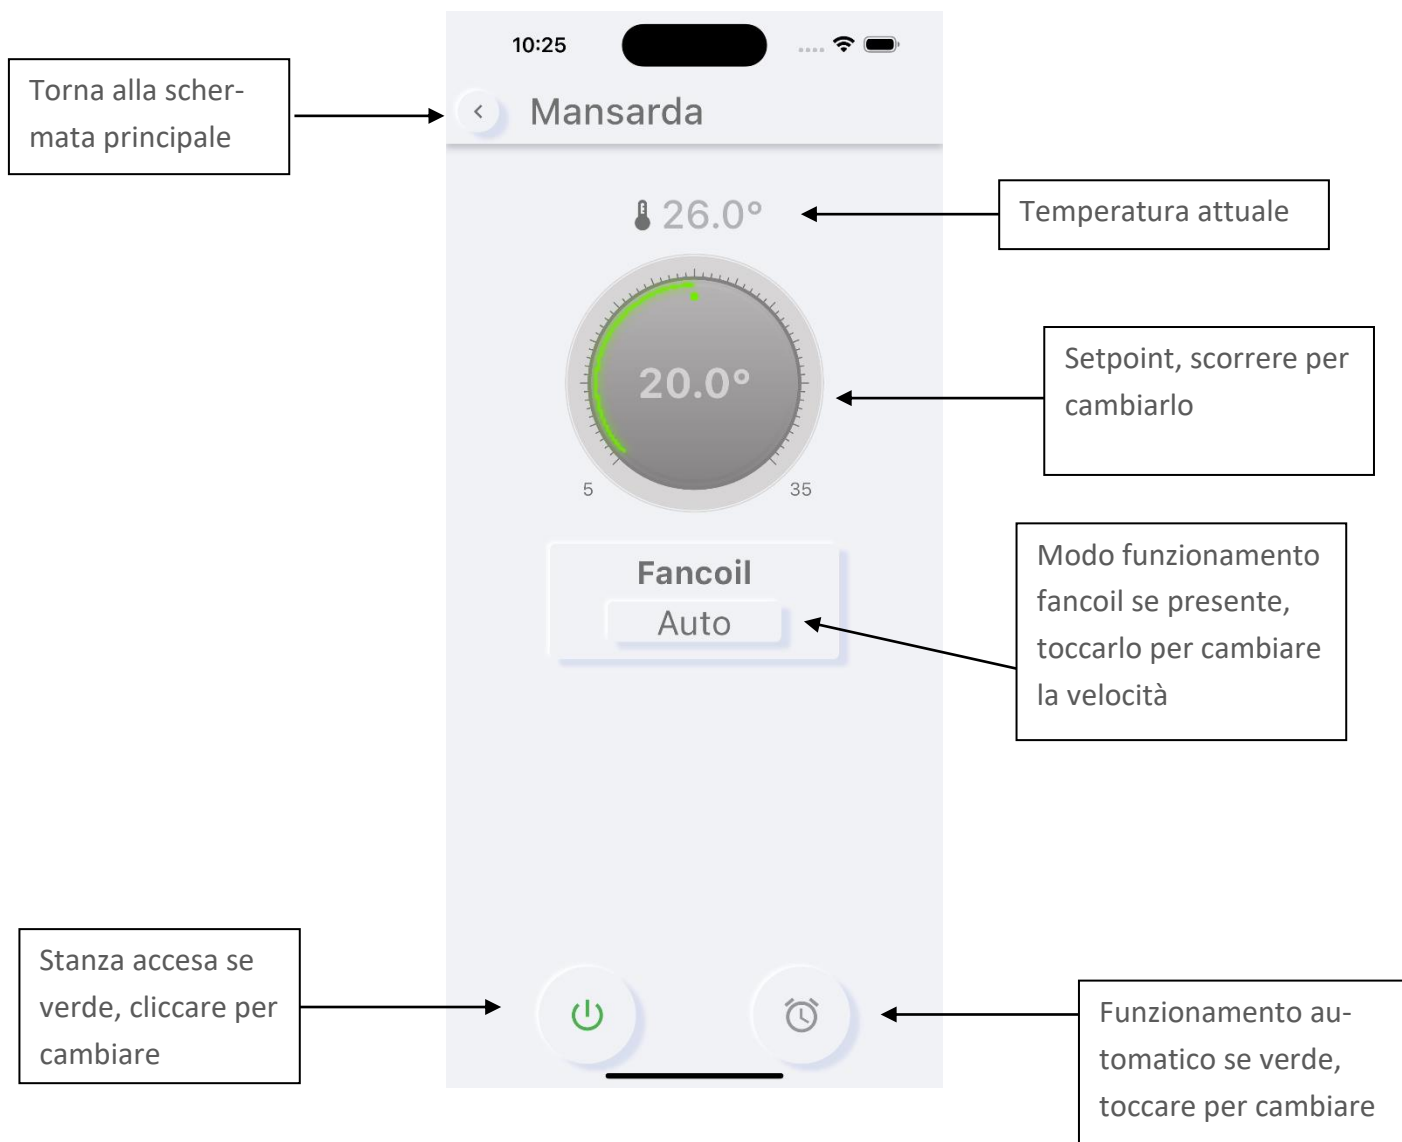 10:25
Torna alla scher-
mata principale
Mansarda
26.0°
Temperatura attuale
20.0°
5
35
Setpoint, scorrere per
cambiarlo
Fancoil
Auto
Modo funzionamento
fancoil se presente,
toccarlo per cambiare
la velocità
Stanza accesa se
verde, cliccare per
cambiare
Funzionamento au-
tomatico se verde,
toccare per cambiare